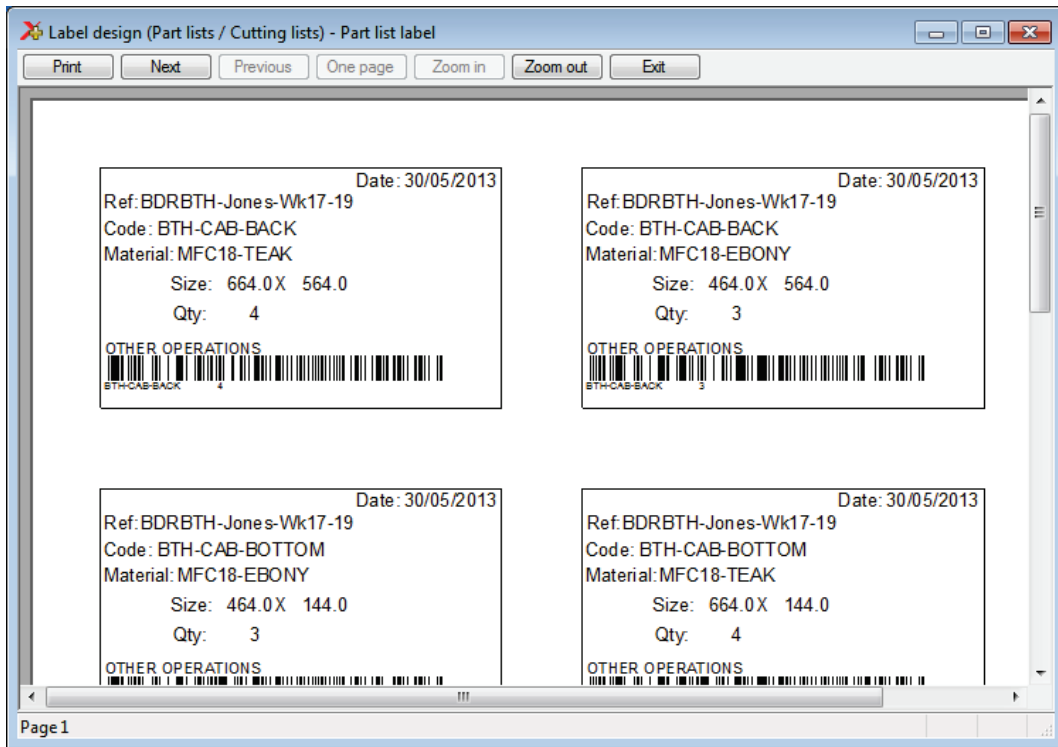 Label design (Part lists / Cutting lists) - Part list label
Print Next Previous One page Zoom in Zoom out Exit
Date: 30/05/2013
Ref:BDRBTH-Jones-Wk17-19
Code: BTH-CAB-BACK
Material: MFC18-TEAK
Size: 664.0X 564.0
Qty: 4
OTHER OPERATIONS
BTH-CAB-BACK 4
Date: 30/05/2013
Ref:BDRBTH-Jones-Wk17-19
Code: BTH-CAB-BACK
Material:MFC18-EBONY
Size: 464.0X 564.0
Qty: 3
OTHER OPERATIONS
BTH-CAB-BACK 3
Date: 30/05/2013
Ref:BDRBTH-Jones-Wk17-19
Code: BTH-CAB-BOTTOM
Material:MFC18-EBONY
Size: 464.0X 144.0
Qty: 3
OTHER OPERATIONS
Date: 30/05/2013
Ref:BDRBTH-Jones-Wk17-19
Code: BTH-CAB-BOTTOM
Material:MFC18-TEAK
Size: 664.0X 144.0
Qty: 4
OTHER OPERATIONS
Page 1